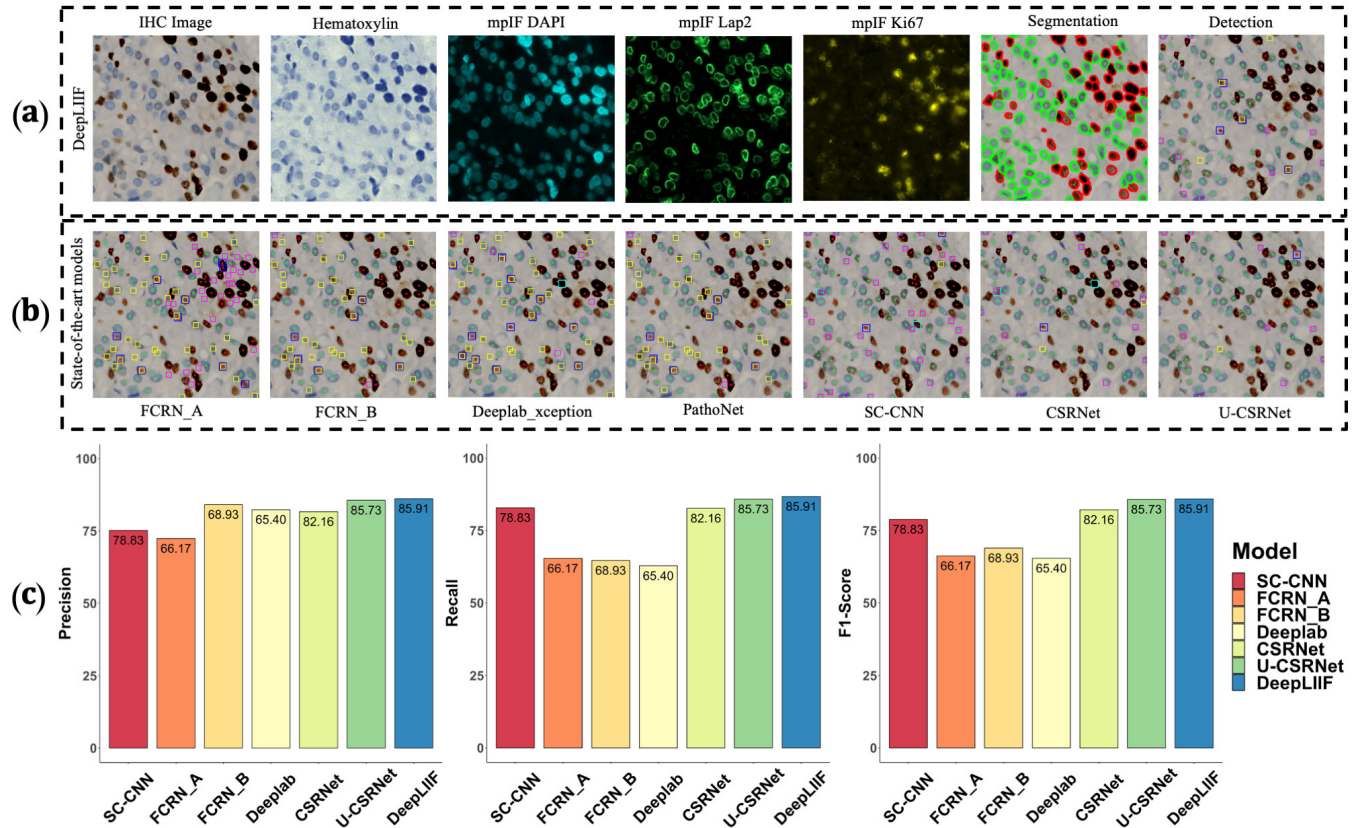 IHC Image Hematoxylin mpIF DAPI mpIF Lap2 mpIF Ki67 Segmentation Detection
(a)
DeepLIIF
(b)
State-of-the-art models
FCRN_A FCRN_B Deeplab_xception PathoNet SC-CNN CSRNet U-CSRNet
(c)
Precision
100
75
50
25
0
78.83 66.17 68.93 65.40 82.16 85.73 85.91
SC-CNN FCRN_A FCRN_B Deeplab CSRNet U-CSRNet DeepLIIF
Recall
100
75
50
25
0
78.83 66.17 68.93 65.40 82.16 85.73 85.91
SC-CNN FCRN_A FCRN_B Deeplab CSRNet U-CSRNet DeepLIIF
F1-Score
100
75
50
25
0
78.83 66.17 68.93 65.40 82.16 85.73 85.91
SC-CNN FCRN_A FCRN_B Deeplab CSRNet U-CSRNet DeepLIIF
Model
SC-CNN
FCRN_A
FCRN_B
Deeplab
CSRNet
U-CSRNet
DeepLIIF